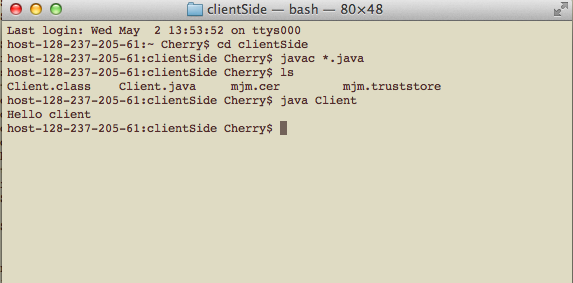 clientSide — bash — 80×48
Last login: Wed May  2 13:53:52 on ttys000
host-128-237-205-61:~ Cherry$ cd clientSide
host-128-237-205-61:clientSide Cherry$ javac *.java
host-128-237-205-61:clientSide Cherry$ ls
Client.class    Client.java     mjm.cer         mjm.truststore
host-128-237-205-61:clientSide Cherry$ java Client
Hello client
host-128-237-205-61:clientSide Cherry$